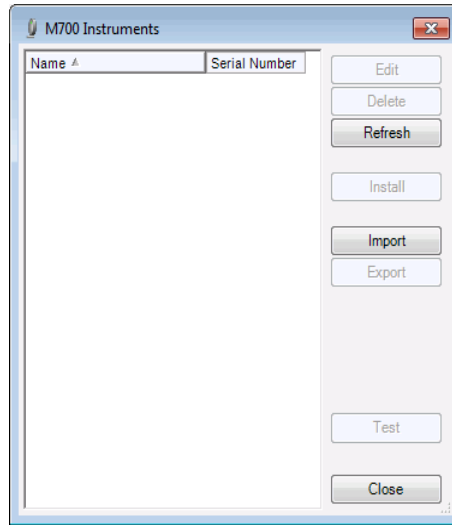 M700 Instruments
Name Serial Number
Edit
Delete
Refresh
Install
Import
Export
Test
Close